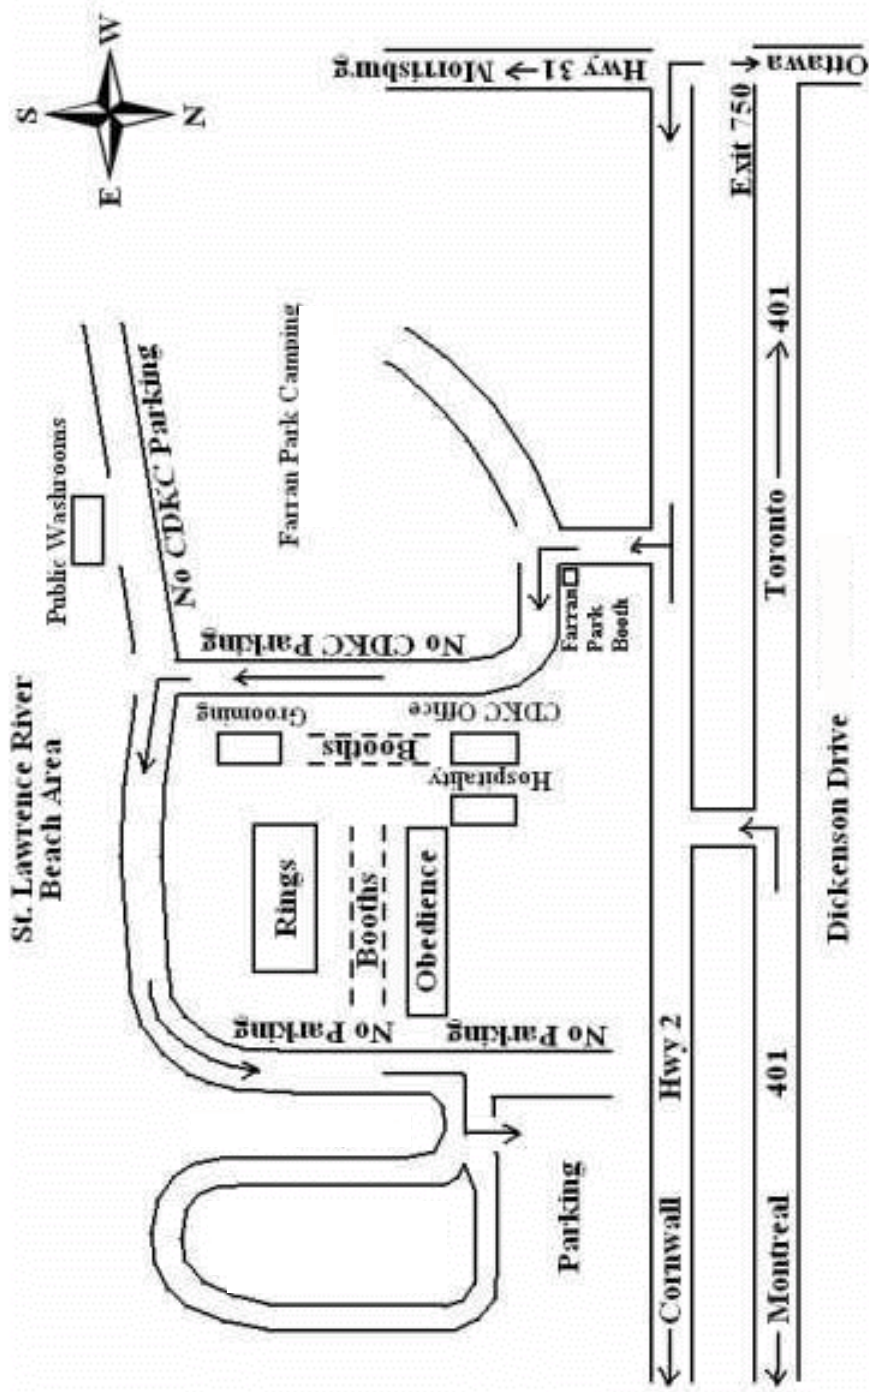 S
W
N
E
Hwy 31 Morrisburg
Ottawa
Exit 750
St. Lawrence River
Beach Area
Public Washrooms
No CDKC Parking
Farran Park Camping
No CDKC Parking
Farran
Park
Booth
Grooming
Booths
CDKC Office
Hospitality
Rings
Booths
Obedience
No Parking
No Parking
Parking
Cornwall
Hwy 2
Montreal
401
Toronto
401
Dickenson Drive